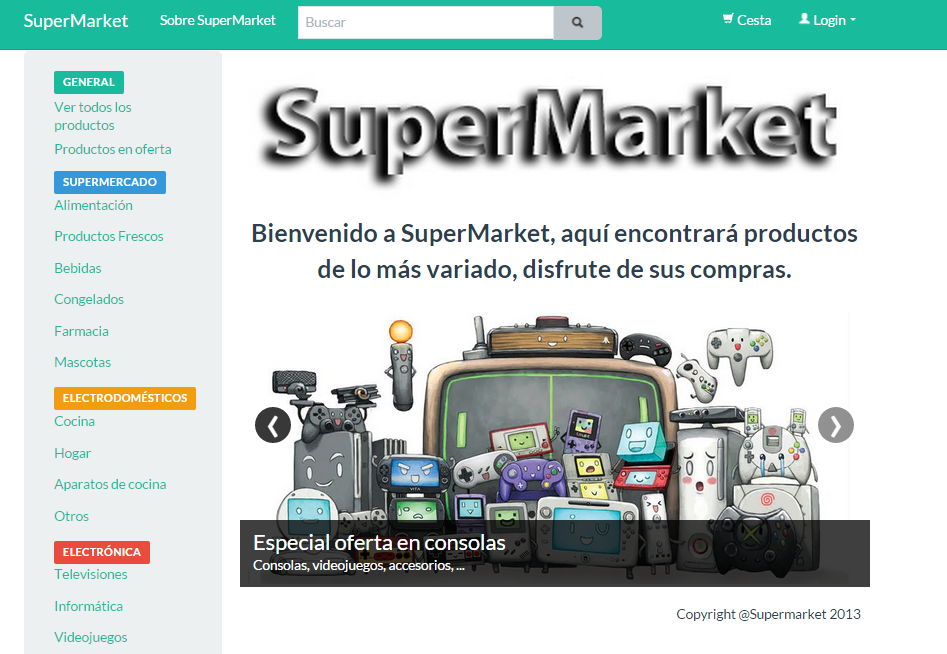 SuperMarket
Sobre SuperMarket
Buscar
Cesta
Login
GENERAL
Ver todos los
productos
Productos en oferta
SUPERMERCADO
Alimentación
Productos Frescos
Bebidas
Congelados
Farmacia
Mascotas
ELECTRODOMÉSTICOS
Cocina
Hogar
Aparatos de cocina
Otros
ELECTRÓNICA
Televisiones
Informática
Videojuegos
SuperMarket
Bienvenido a SuperMarket, aquí encontrará productos
de lo más variado, disfrute de sus compras.
VITA
Especial oferta en consolas
Consolas, videojuegos, accesorios, ...
Copyright @Supermarket 2013